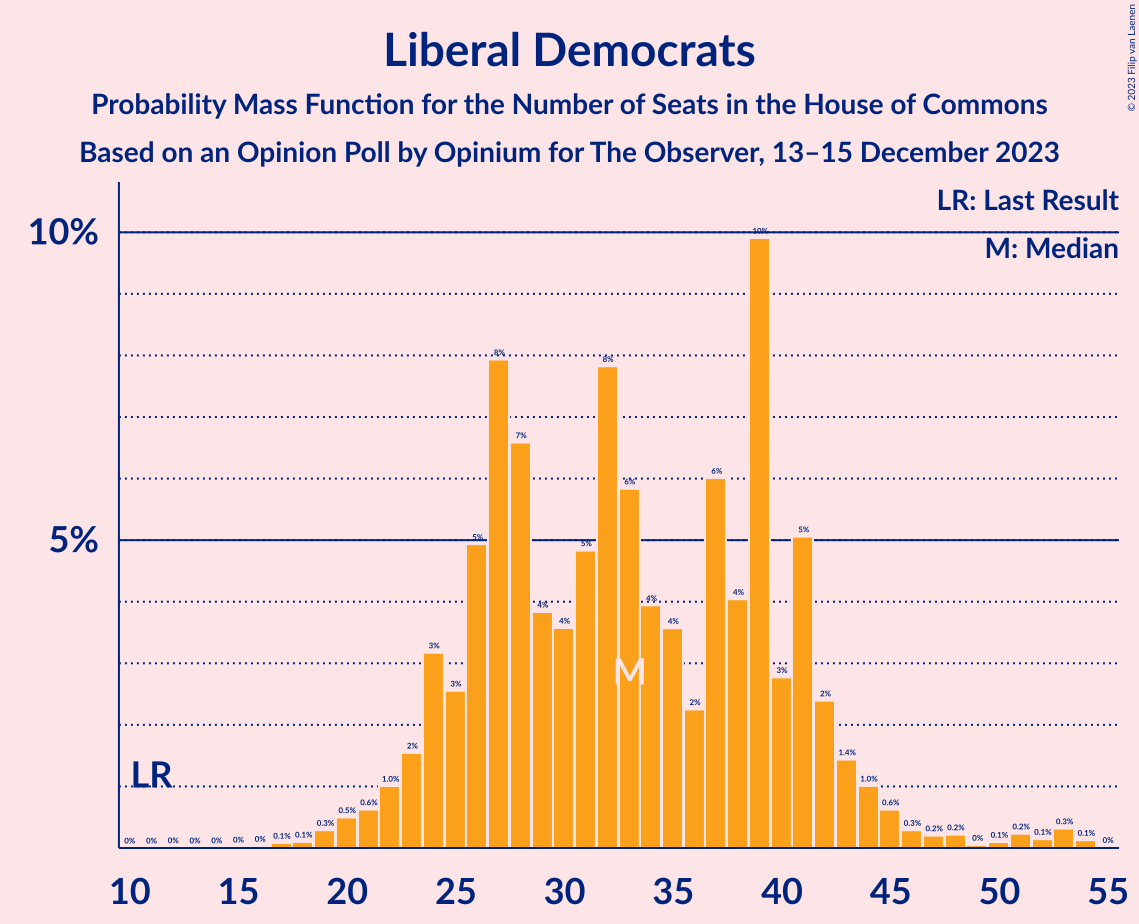 Liberal Democrats
Probability Mass Function for the Number of Seats in the House of Commons
Based on an Opinion Poll by Opinium for The Observer, 13–15 December 2023
© 2023 Filip van Laenen
LR: Last Result
M: Median
10%
5%
LR
M
0% 0% 0% 0% 0% 0% 0% 0.1% 0.1% 0.3% 0.5% 0.6% 1.0% 2% 3% 3% 5% 8% 7% 4% 4% 5% 8% 6% 4% 4% 2% 6% 4% 10% 3% 5% 2% 1.4% 1.0% 0.6% 0.3% 0.2% 0.2% 0% 0.1% 0.2% 0.1% 0.3% 0.1% 0%
10 15 20 25 30 35 40 45 50 55